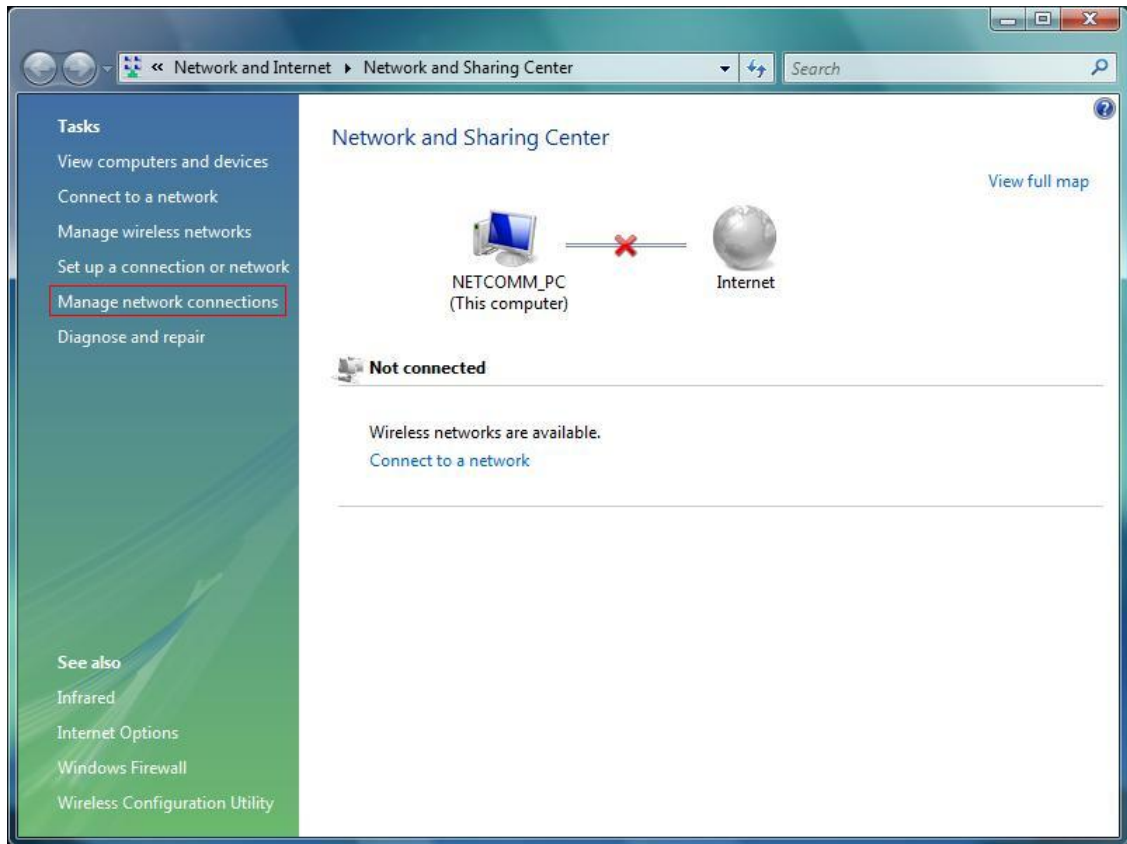 « Network and Internet ▸ Network and Sharing Center
Search
Tasks
View computers and devices
Connect to a network
Manage wireless networks
Set up a connection or network
Manage network connections
Diagnose and repair
See also
Infrared
Internet Options
Windows Firewall
Wireless Configuration Utility
Network and Sharing Center
View full map
NETCOMM_PC
(This computer)
Internet
Not connected
Wireless networks are available.
Connect to a network